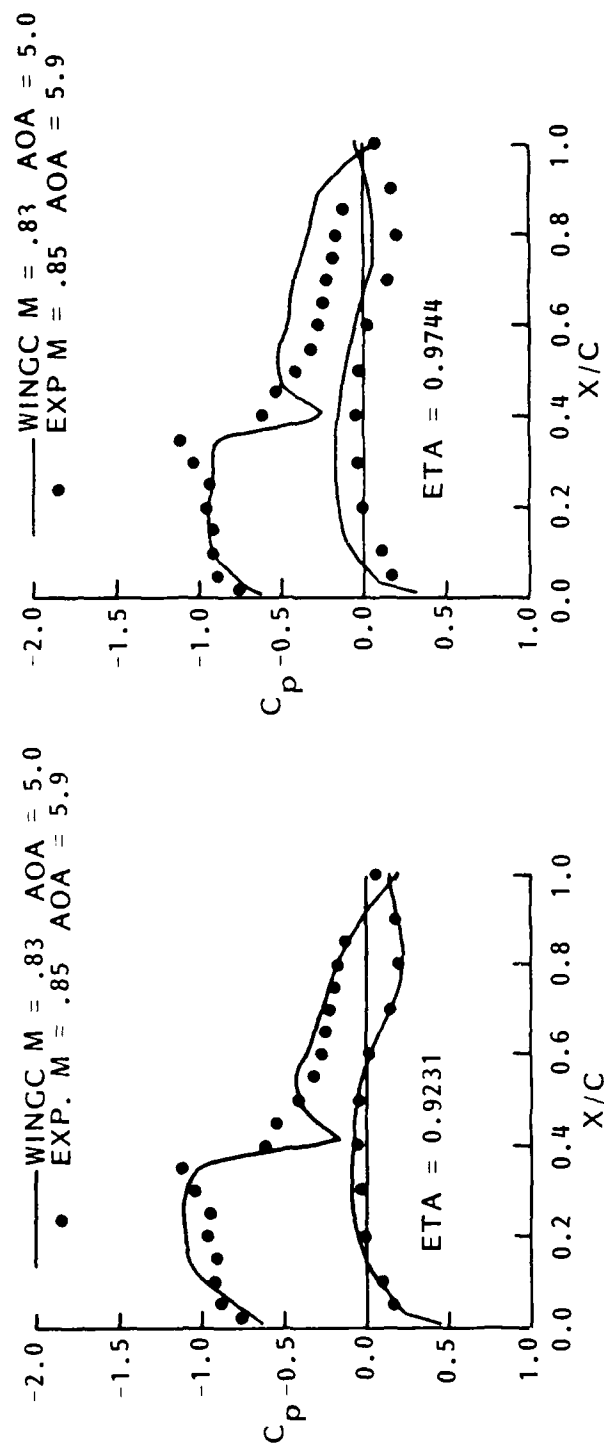 WINGC M = .83 AOA = 5.0
EXP. M = .85 AOA = 5.9
-2.0
-1.5
-1.0
Cp -0.5
0.0
0.5
1.0
ETA = 0.9231
0.0 0.2 0.4 0.6 0.8 1.0
X/C
WINGC M = .83 AOA = 5.0
EXP M = .85 AOA = 5.9
-2.0
-1.5
-1.0
Cp -0.5
0.0
0.5
1.0
ETA = 0.9744
0.0 0.2 0.4 0.6 0.8 1.0
X/C